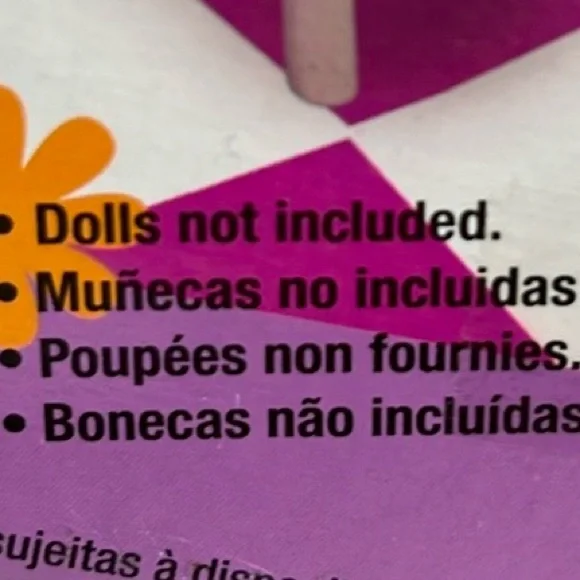 • Dolls not included.
• Muñecas no incluidas
• Poupées non fournies.
• Bonecas não incluídas
sujeitas à